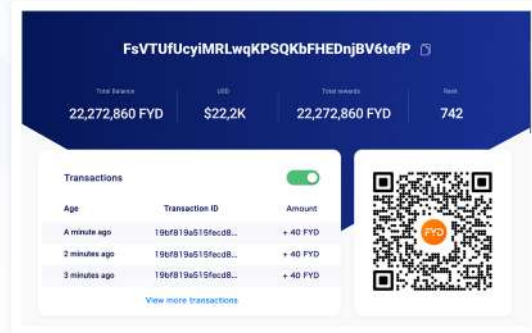 FsVTUfUcyiMRLwqKPSQKbFHEDnjBV6tefP
Total Balance USD Total rewards Rank
22,272,860 FYD $22,2K 22,272,860 FYD 742
Transactions
Age Transaction ID Amount
A minute ago 19bf819a515fecd8... + 40 FYD
2 minutes ago 19bf819a515fecd8... + 40 FYD
3 minutes ago 19bf819a515fecd8... + 40 FYD
View more transactions
FYD